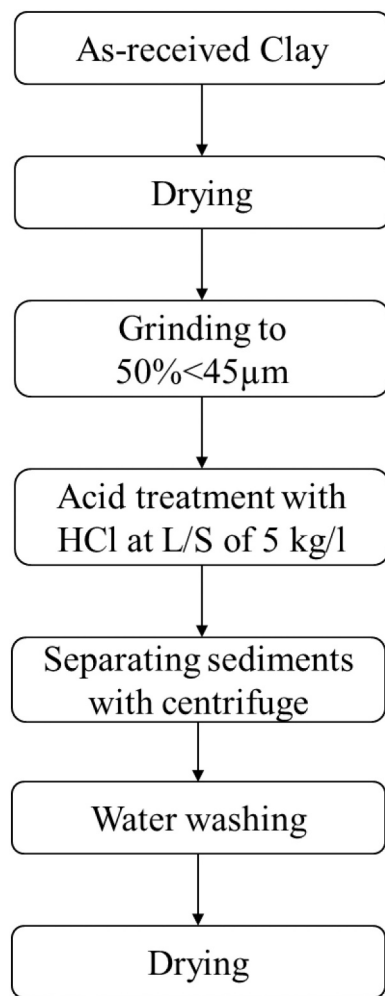 As-received Clay
Drying
Grinding to
50%<45µm
Acid treatment with
HCl at L/S of 5 kg/l
Separating sediments
with centrifuge
Water washing
Drying